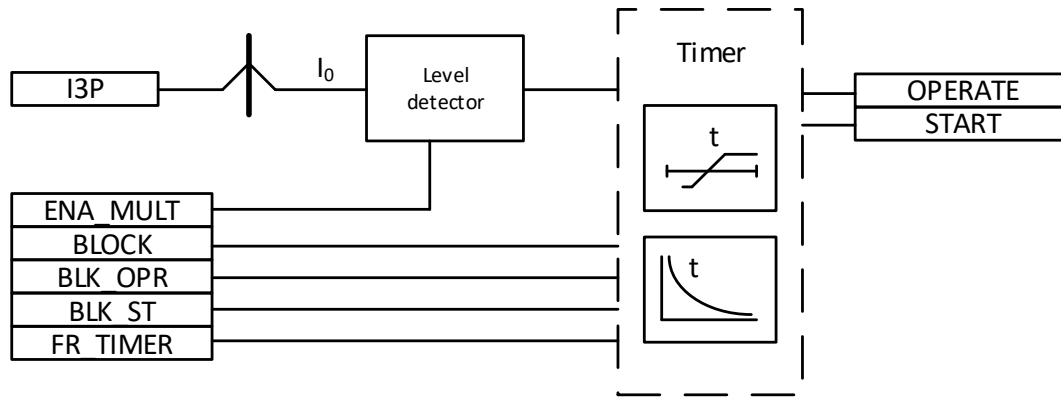 I3P
I₀
Level
detector
Timer
t
t
OPERATE
START
ENA_MULT
BLOCK
BLK_OPR
BLK_ST
FR_TIMER